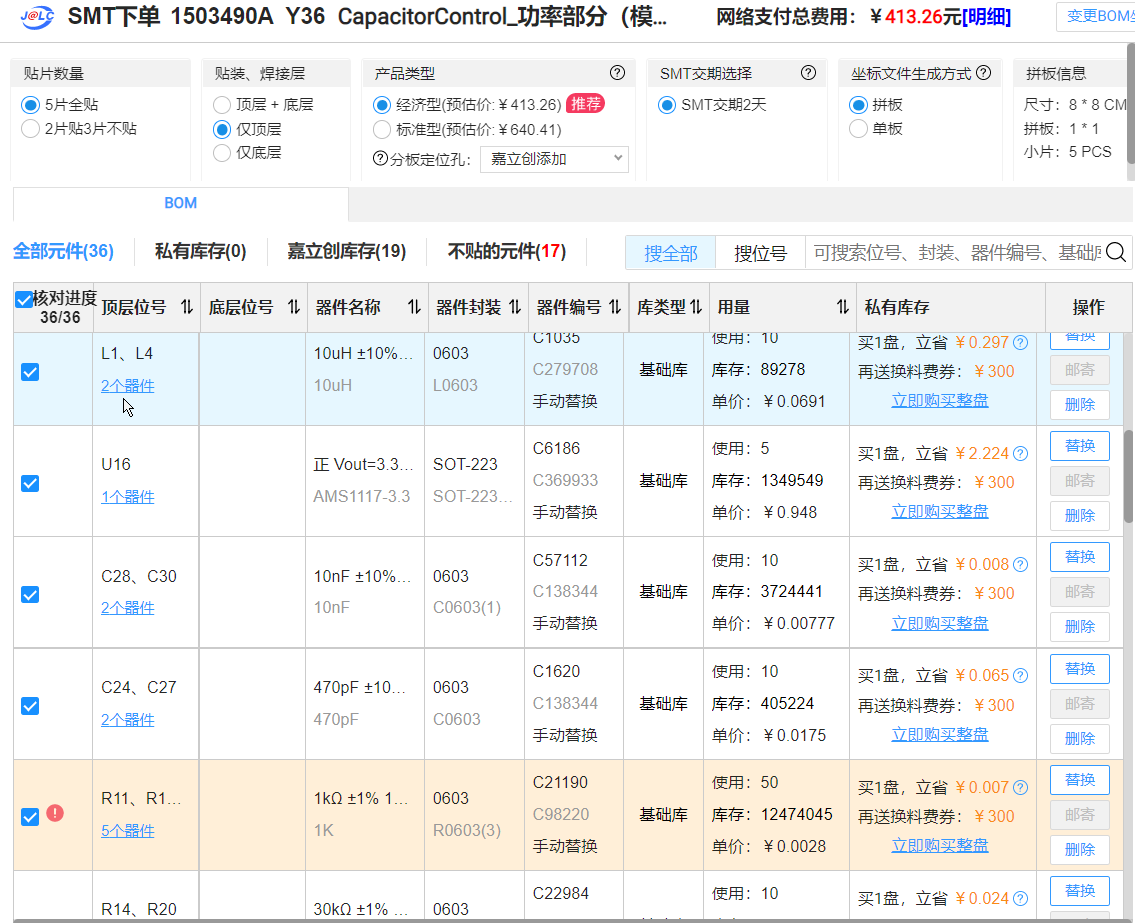 J@LC SMT下单 1503490A Y36 CapacitorControl_功率部分（模... 网络支付总费用：￥413.26元[明细] 变更BOM
贴片数量
5片全贴
2片贴3片不贴
贴装、焊接层
顶层 + 底层
仅顶层
仅底层
产品类型 ?
经济型(预估价:￥413.26) 推荐
标准型(预估价:￥640.41)
?分板定位孔： 嘉立创添加
SMT交期选择 ?
SMT交期2天
坐标文件生成方式 ?
拼板
单板
拼板信息
尺寸：8 * 8 CM
拼板：1 * 1
小片：5 PCS
BOM
全部元件(36) 私有库存(0) 嘉立创库存(19) 不贴的元件(17) 搜全部 搜位号 可搜索位号、封装、器件编号、基础库
核对进度 36/36 顶层位号 底层位号 器件名称 器件封装 器件编号 库类型 用量 私有库存 操作
C1035 使用：10 买1盘，立省 ￥0.297 ? 替换
L1、L4 10uH ±10%... 0603 C279708 基础库 库存：89278 再送换料费券：￥300 邮寄
2个器件 10uH L0603 手动替换 单价：￥0.0691 立即购买整盘 删除
C6186 使用：5 买1盘，立省 ￥2.224 ? 替换
U16 正 Vout=3.3... SOT-223 C369933 基础库 库存：1349549 再送换料费券：￥300 邮寄
1个器件 AMS1117-3.3 SOT-223... 手动替换 单价：￥0.948 立即购买整盘 删除
C57112 使用：10 买1盘，立省 ￥0.008 ? 替换
C28、C30 10nF ±10%... 0603 C138344 基础库 库存：3724441 再送换料费券：￥300 邮寄
2个器件 10nF C0603(1) 手动替换 单价：￥0.00777 立即购买整盘 删除
C1620 使用：10 买1盘，立省 ￥0.065 ? 替换
C24、C27 470pF ±10... 0603 C138344 基础库 库存：405224 再送换料费券：￥300 邮寄
2个器件 470pF C0603 手动替换 单价：￥0.0175 立即购买整盘 删除
C21190 使用：50 买1盘，立省 ￥0.007 ? 替换
R11、R1... 1kΩ ±1% 1... 0603 C98220 基础库 库存：12474045 再送换料费券：￥300 邮寄
5个器件 1K R0603(3) 手动替换 单价：￥0.0028 立即购买整盘 删除
C22984 使用：10 买1盘，立省 ￥0.024 ? 替换
R14、R20 30kΩ ±1% ... 0603